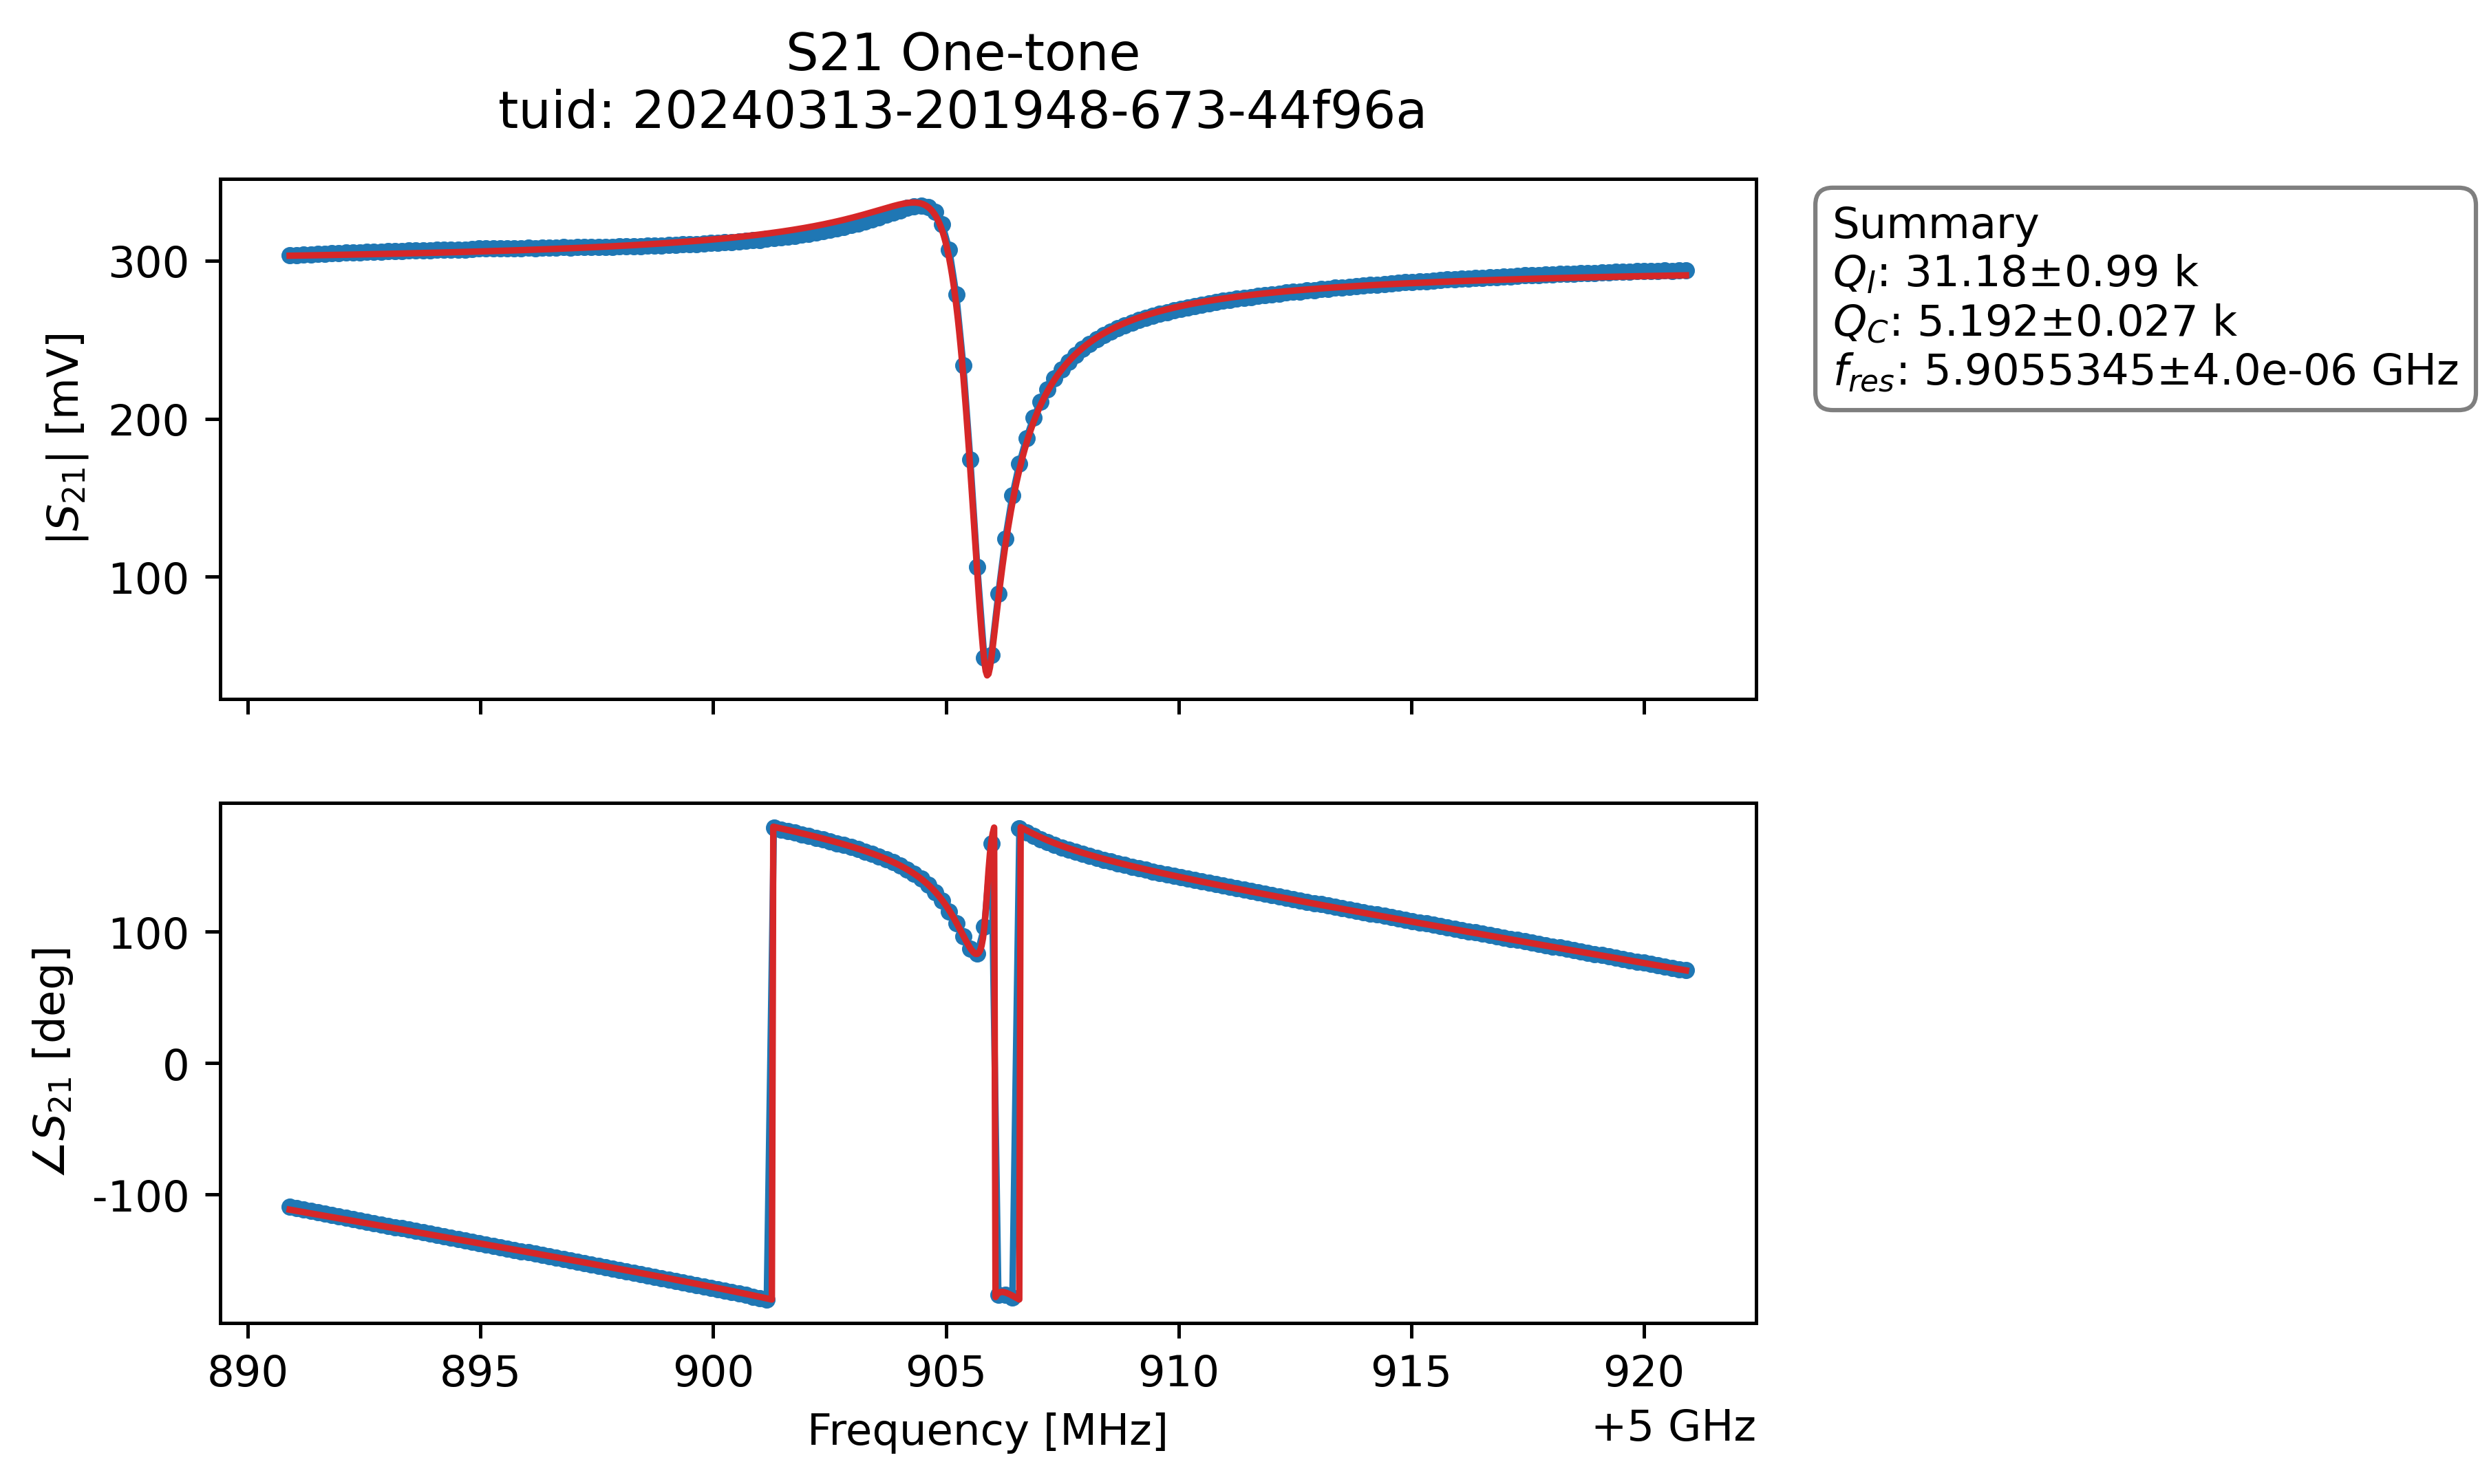 S21 One-tone
tuid: 20240313-201948-673-44f96a
|S21| [mV]
300
200
100
Summary
QI: 31.18±0.99 k
QC: 5.192±0.027 k
fres: 5.9055345±4.0e-06 GHz
∠S21 [deg]
100
0
-100
890 895 900 905 910 915 920
Frequency [MHz]
+5 GHz